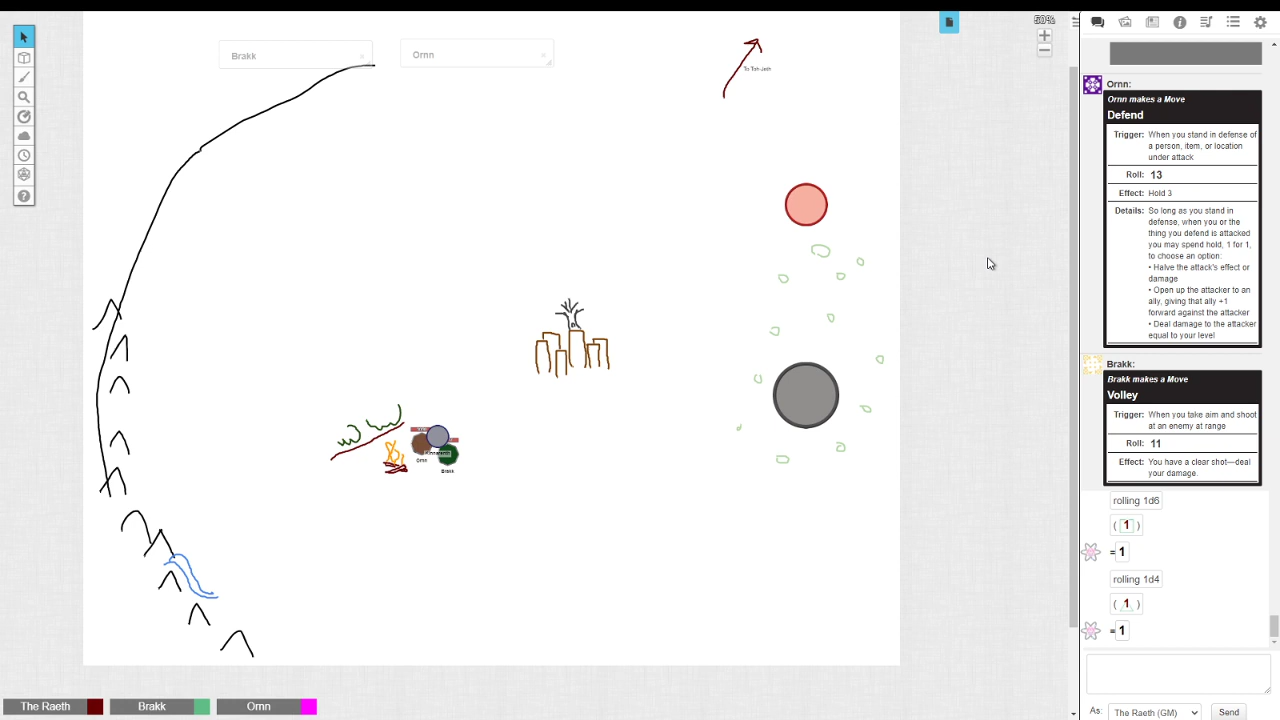 50%
Brakk
Ornn
Ornn:
Ornn makes a Move
Defend
Trigger: When you stand in defense of
a person, item, or location
under attack
Roll: 13
Effect: Hold 3
Details: So long as you stand in
defense, when you or the
thing you defend is attacked
you may spend hold, 1 for 1,
to choose an option:
• Halve the attack's effect or
damage
• Open up the attacker to an
ally, giving that ally +1
forward against the attacker
• Deal damage to the attacker
equal to your level
Brakk:
Brakk makes a Move
Volley
Trigger: When you take aim and shoot
at an enemy at range
Roll: 11
Effect: You have a clear shot—deal
your damage.
rolling 1d6
( 1 )
= 1
rolling 1d4
( 1 )
= 1
Ornn
Brakk
The Raeth
Brakk
Ornn
As: The Raeth (GM)
Send